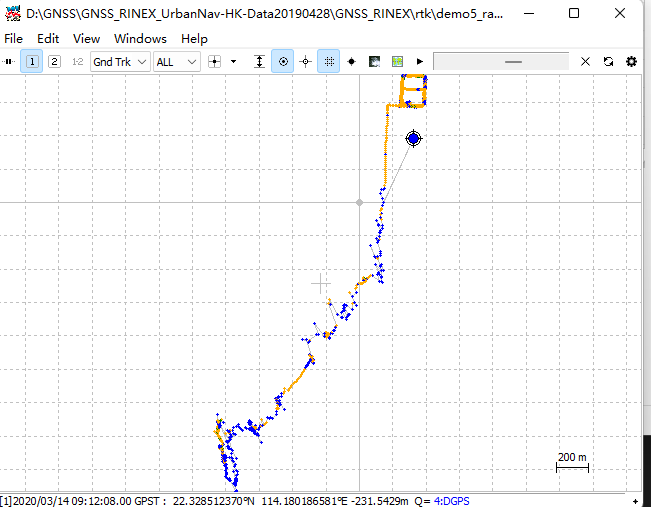 D:\GNSS\GNSS_RINEX_UrbanNav-HK-Data20190428\GNSS_RINEX\rtk\demo5_ra...
File Edit View Windows Help
1 2 1-2 Gnd Trk ALL
200 m
[1]2020/03/14 09:12:08.00 GPST : 22.328512370°N 114.180186581°E -231.5429m Q= 4:DGPS